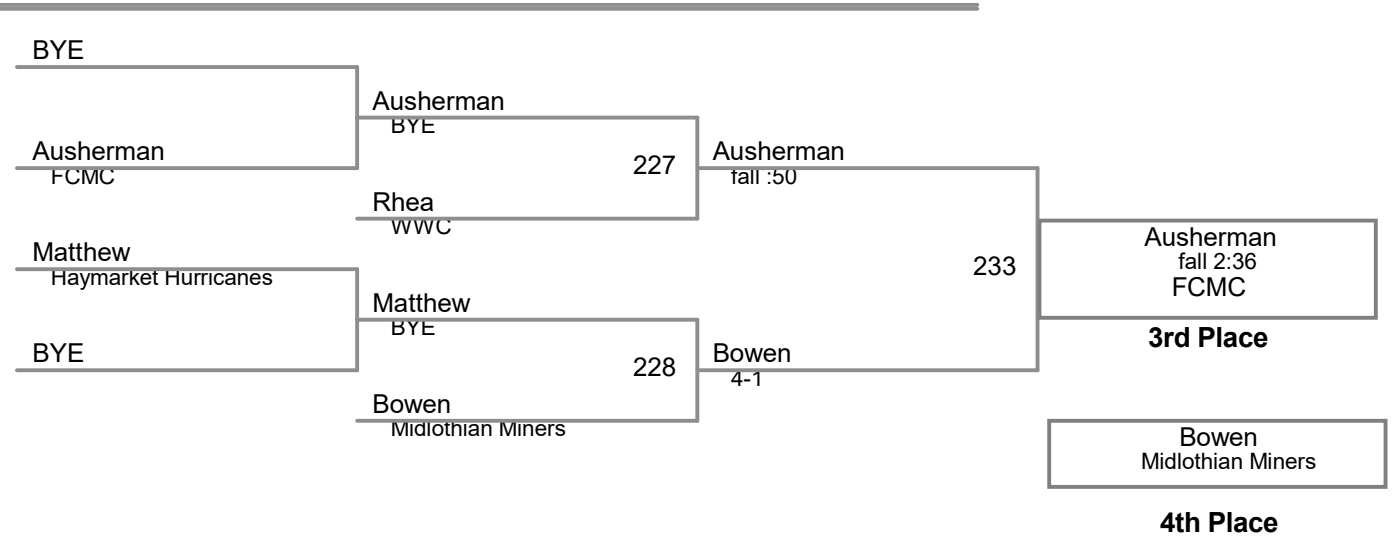 BYE
Ausherman
BYE
Ausherman
FCMC
227
Ausherman
fall :50
Rhea
WWC
Matthew
Haymarket Hurricanes
233
Ausherman
fall 2:36
FCMC
3rd Place
Matthew
BYE
BYE
228
Bowen
4-1
Bowen
Midlothian Miners
Bowen
Midlothian Miners
4th Place